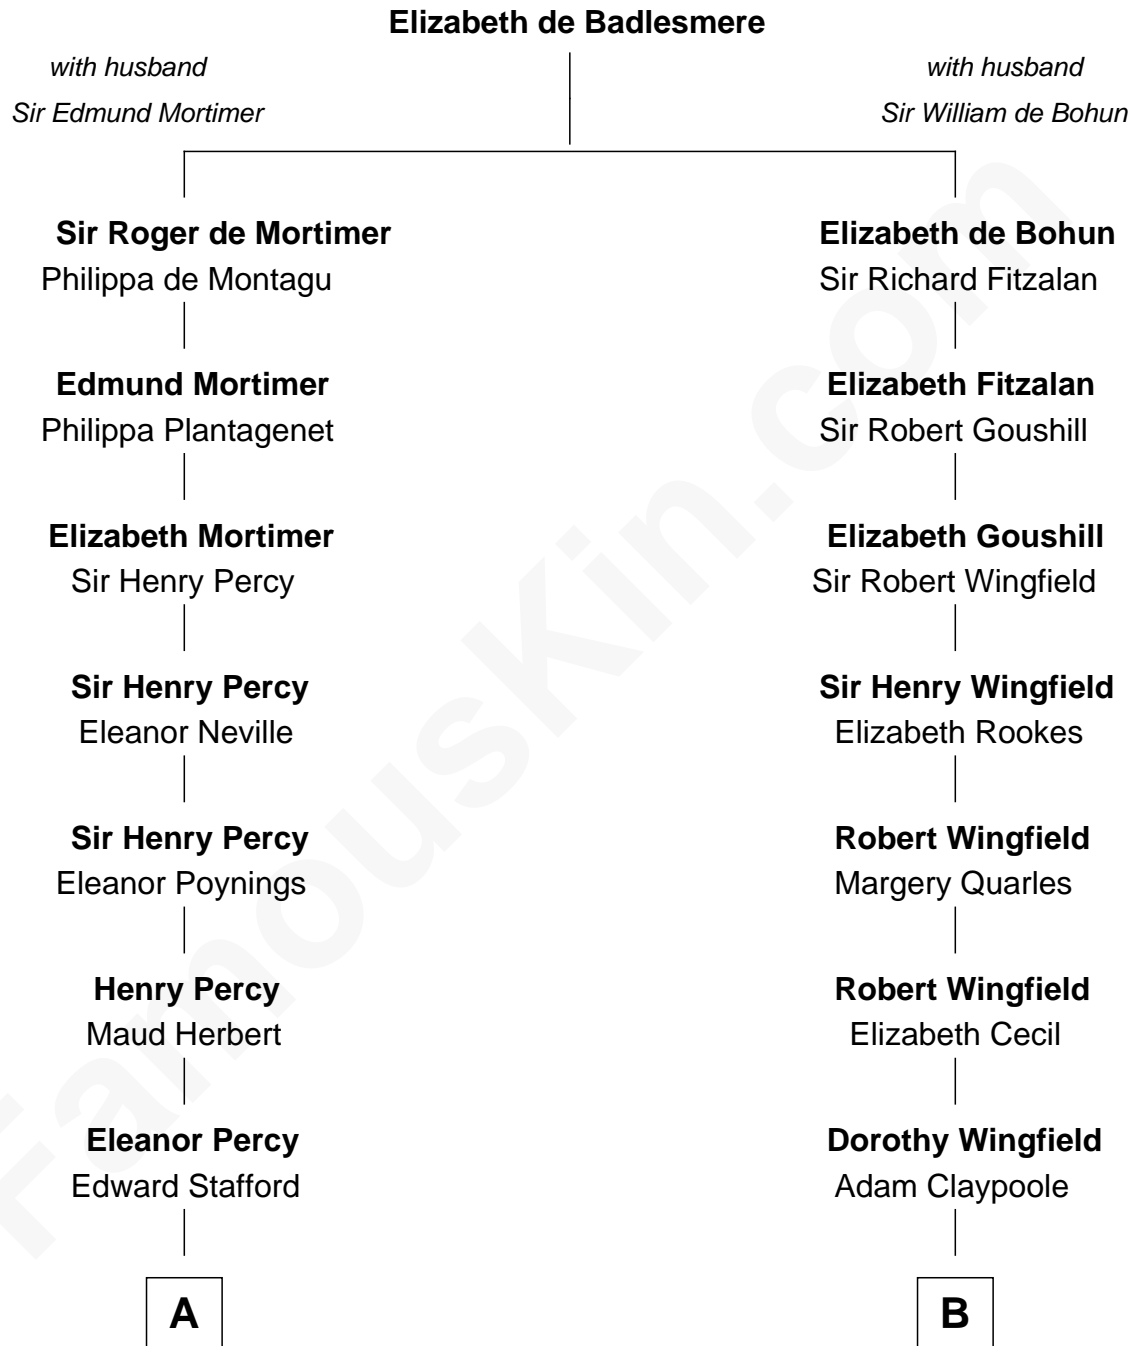 Elizabeth de Badlesmere
with husband
Sir Edmund Mortimer
with husband
Sir William de Bohun
Sir Roger de Mortimer
Philippa de Montagu
Elizabeth de Bohun
Sir Richard Fitzalan
Edmund Mortimer
Philippa Plantagenet
Elizabeth Fitzalan
Sir Robert Goushill
Elizabeth Mortimer
Sir Henry Percy
Elizabeth Goushill
Sir Robert Wingfield
Sir Henry Percy
Eleanor Neville
Sir Henry Wingfield
Elizabeth Rookes
Sir Henry Percy
Eleanor Poynings
Robert Wingfield
Margery Quarles
Henry Percy
Maud Herbert
Robert Wingfield
Elizabeth Cecil
Eleanor Percy
Edward Stafford
Dorothy Wingfield
Adam Claypoole
A
B
FamousKin.com